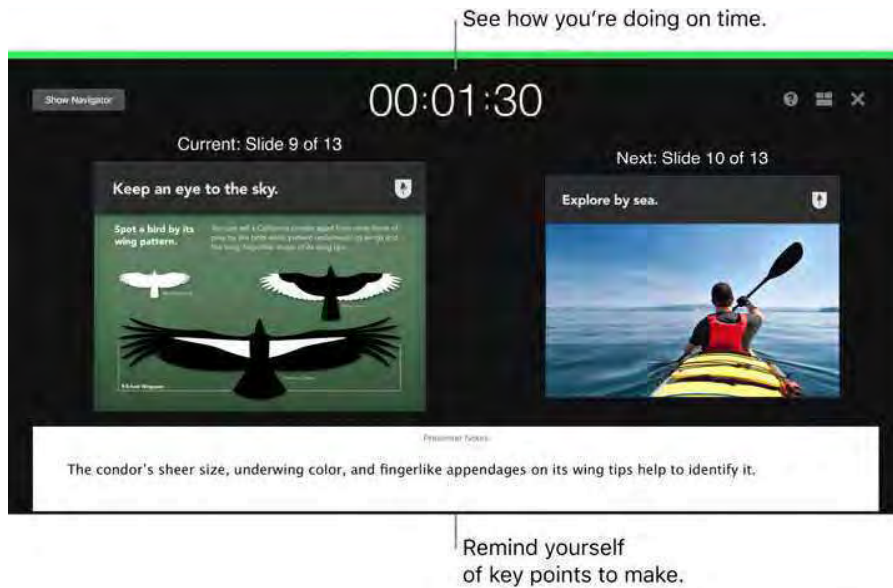 See how you're doing on time.
Show Navigator
00:01:30
Current: Slide 9 of 13
Next: Slide 10 of 13
Keep an eye to the sky.
Explore by sea.
Spot a bird by its
wing pattern.
Presenter Notes
The condor's sheer size, underwing color, and fingerlike appendages on its wing tips help to identify it.
Remind yourself
of key points to make.